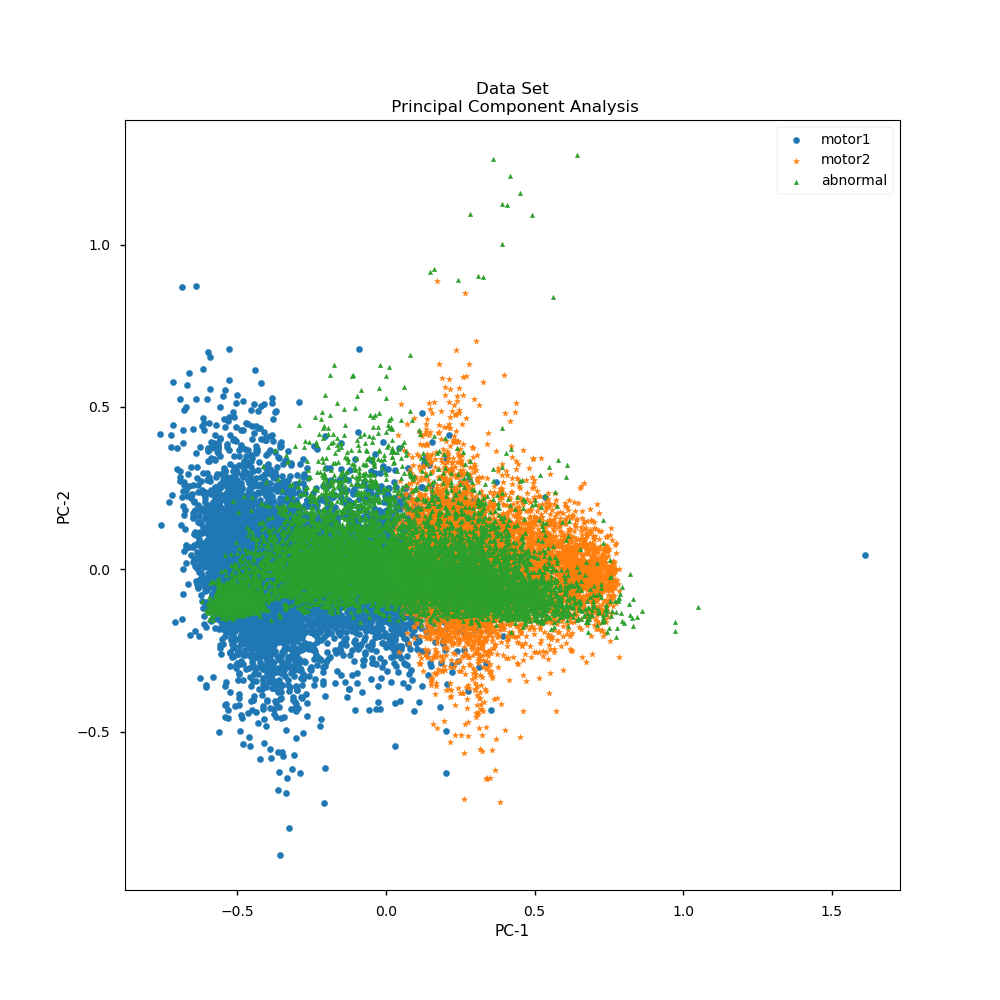 Data Set
Principal Component Analysis
motor1
motor2
abnormal
1.0
0.5
0.0
−0.5
PC-2
−0.5
0.0
0.5
1.0
1.5
PC-1